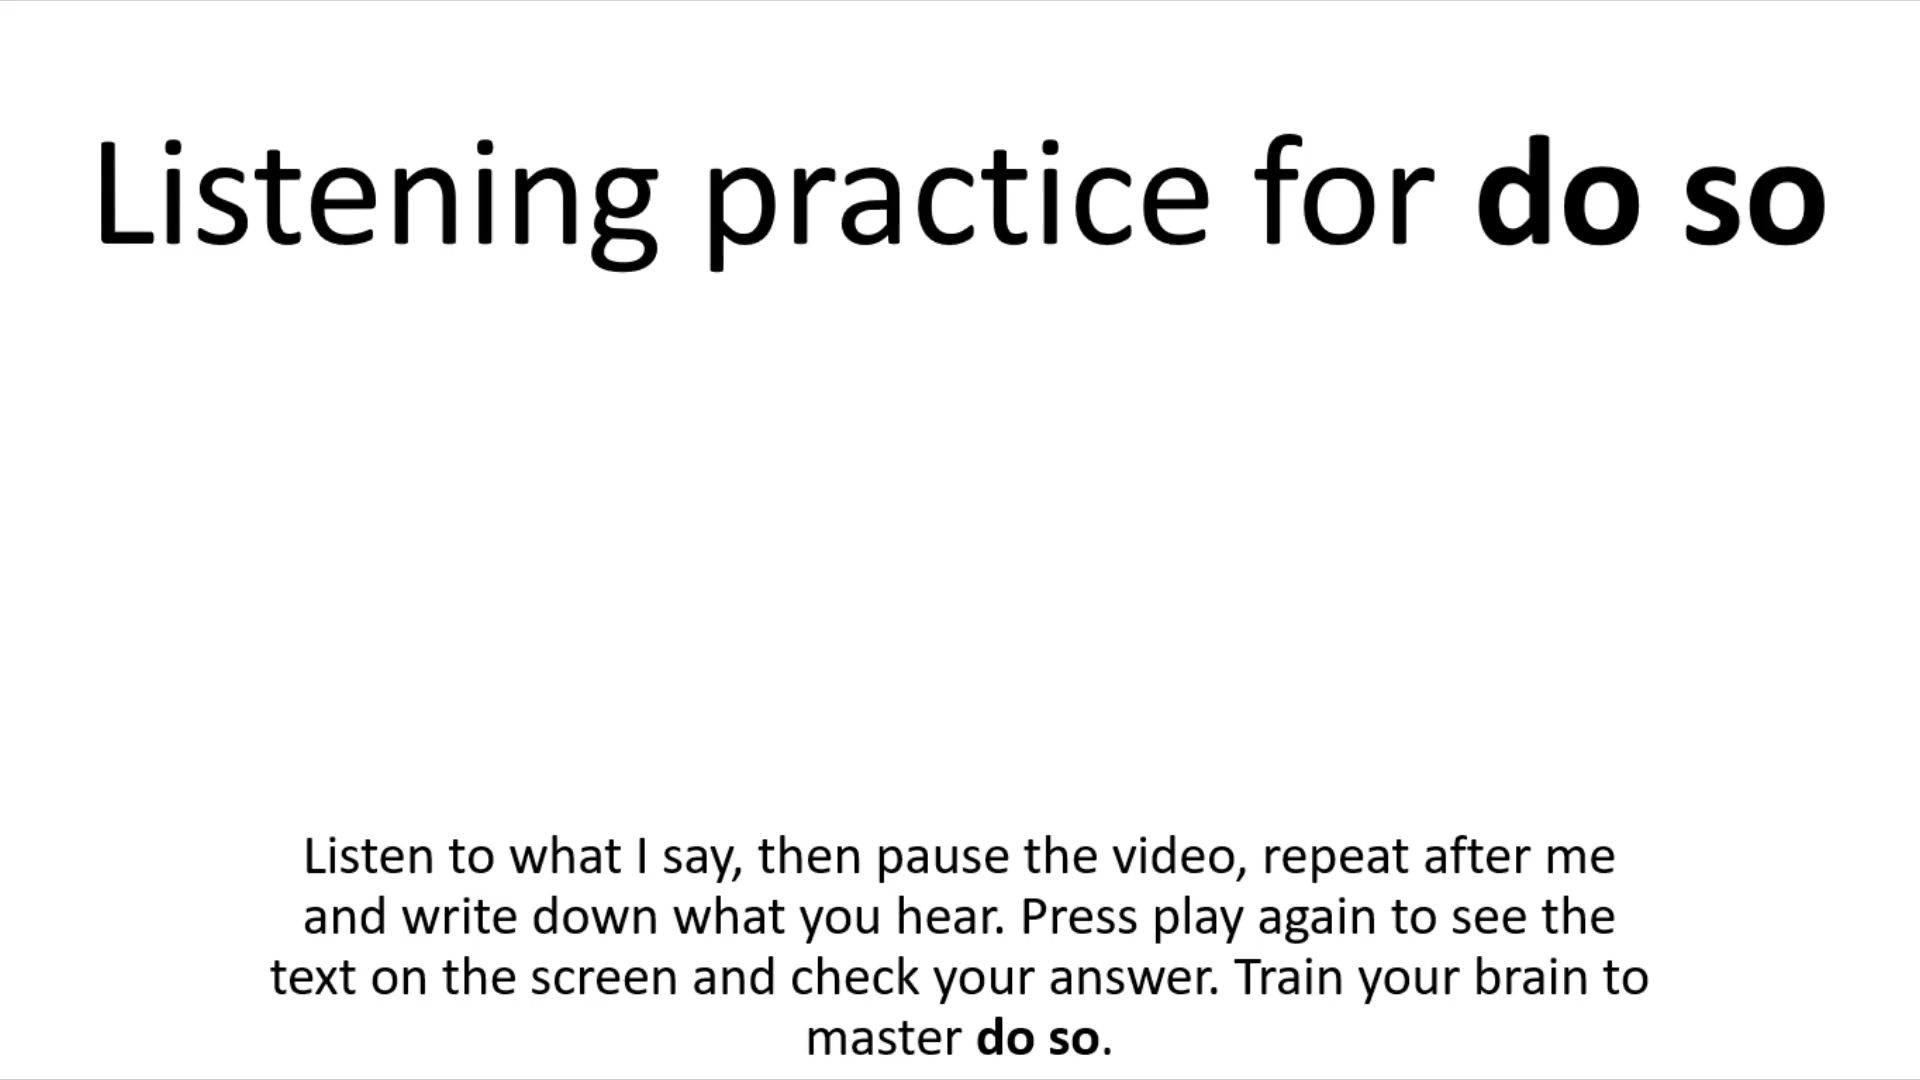 Listening practice for do so
Listen to what I say, then pause the video, repeat after me
and write down what you hear. Press play again to see the
text on the screen and check your answer. Train your brain to
master do so.